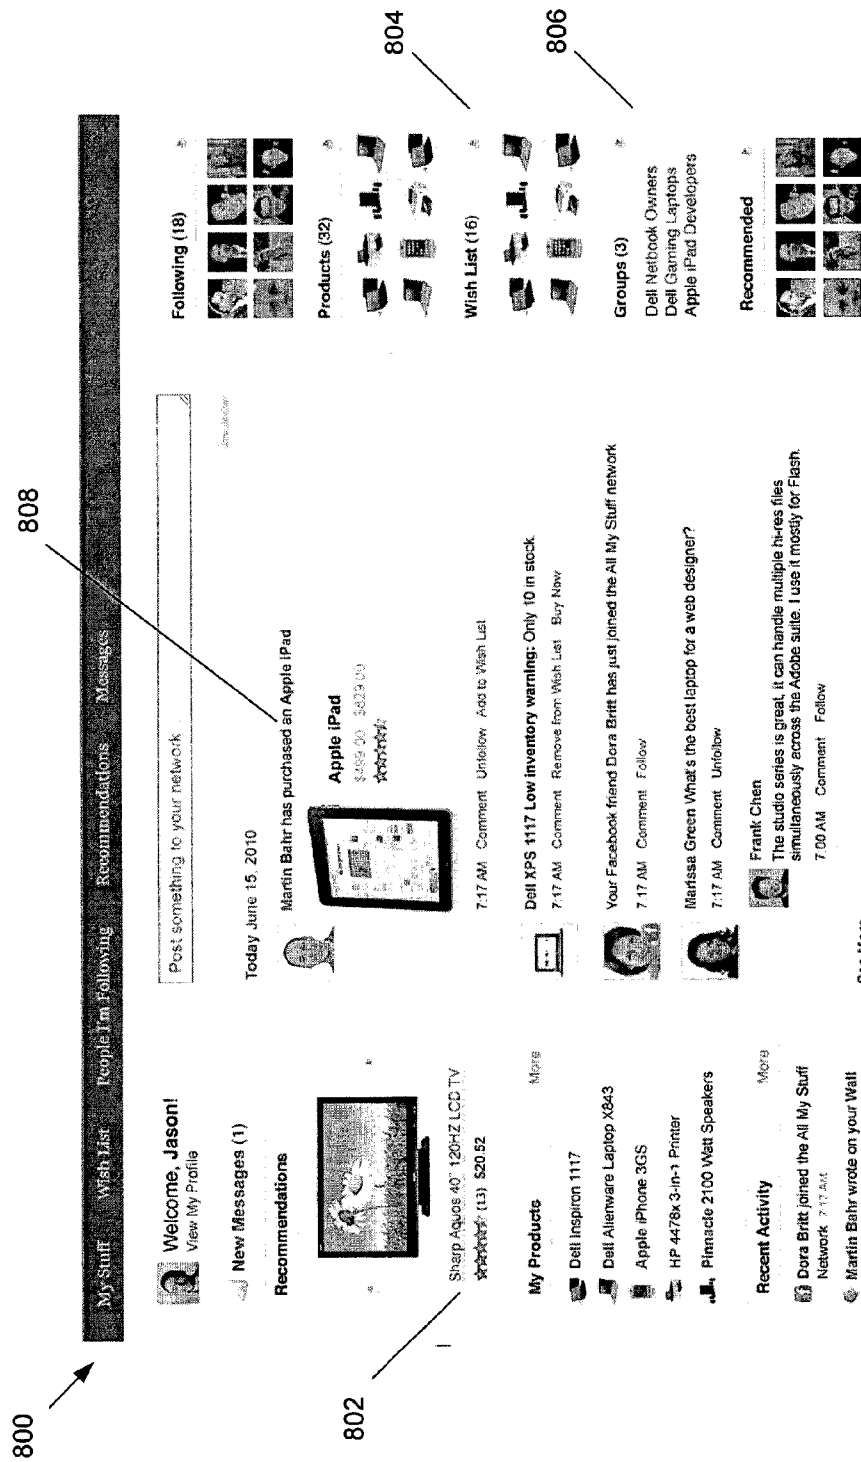 800
My Stuff Wish List People I'm Following Recommendations Messages
Welcome, Jason!
View My Profile
New Messages (1)
Recommendations
Sharp Aquos 40" 120HZ LCD TV
(13) $20.52
802
My Products More
Dell Inspiron 1117
Dell Alienware Laptop X843
Apple iPhone 3GS
HP 4478x 3-in-1 Printer
Pinnacle 2100 Watt Speakers
Recent Activity More
Dora Britt joined the All My Stuff
Network 7:17 AM
Martin Bahr wrote on your Wall
Post something to your network
808
Today June 15, 2010
Martin Bahr has purchased an Apple iPad
Apple iPad
$499.00 $829.00
7:17 AM Comment Unfollow Add to Wish List
Dell XPS 1117 Low inventory warning: Only 10 in stock
7:17 AM Comment Remove from Wish List Buy Now
Your Facebook friend Dora Britt has just joined the All My Stuff network
7:17 AM Comment Follow
Marissa Green What's the best laptop for a web designer?
7:17 AM Comment Unfollow
Frank Chen
The studio series is great, it can handle multiple hi-res files
simultaneously across the Adobe suite. I use it mostly for Flash.
7:00 AM Comment Follow
See More
Following (18)
Products (32)
804
Wish List (16)
806
Groups (3)
Dell Netbook Owners
Dell Gaming Laptops
Apple iPad Developers
Recommended